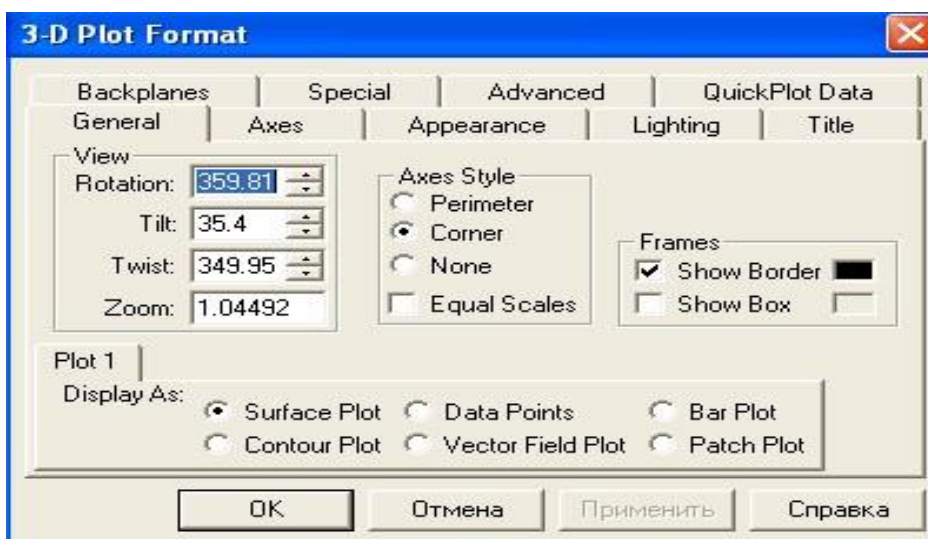 3-D Plot Format
Backplanes Special Advanced QuickPlot Data
General Axes Appearance Lighting Title
View
Rotation: 359.81
Tilt: 35.4
Twist: 349.95
Zoom: 1.04492
Axes Style
Perimeter
Corner
None
Equal Scales
Frames
Show Border
Show Box
Plot 1
Display As:
Surface Plot Data Points Bar Plot
Contour Plot Vector Field Plot Patch Plot
OK Отмена Применить Справка